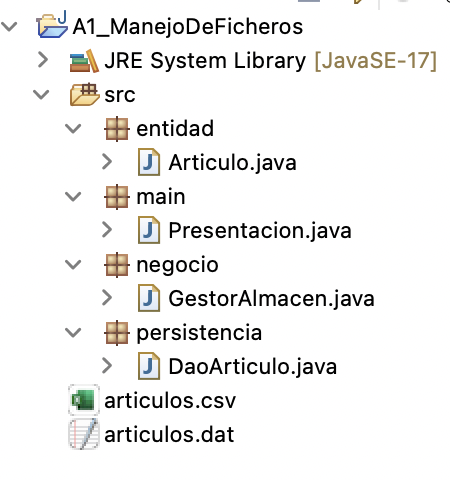 A1_ManejoDeFicheros
JRE System Library [JavaSE-17]
src
entidad
Articulo.java
main
Presentacion.java
negocio
GestorAlmacen.java
persistencia
DaoArticulo.java
articulos.csv
articulos.dat